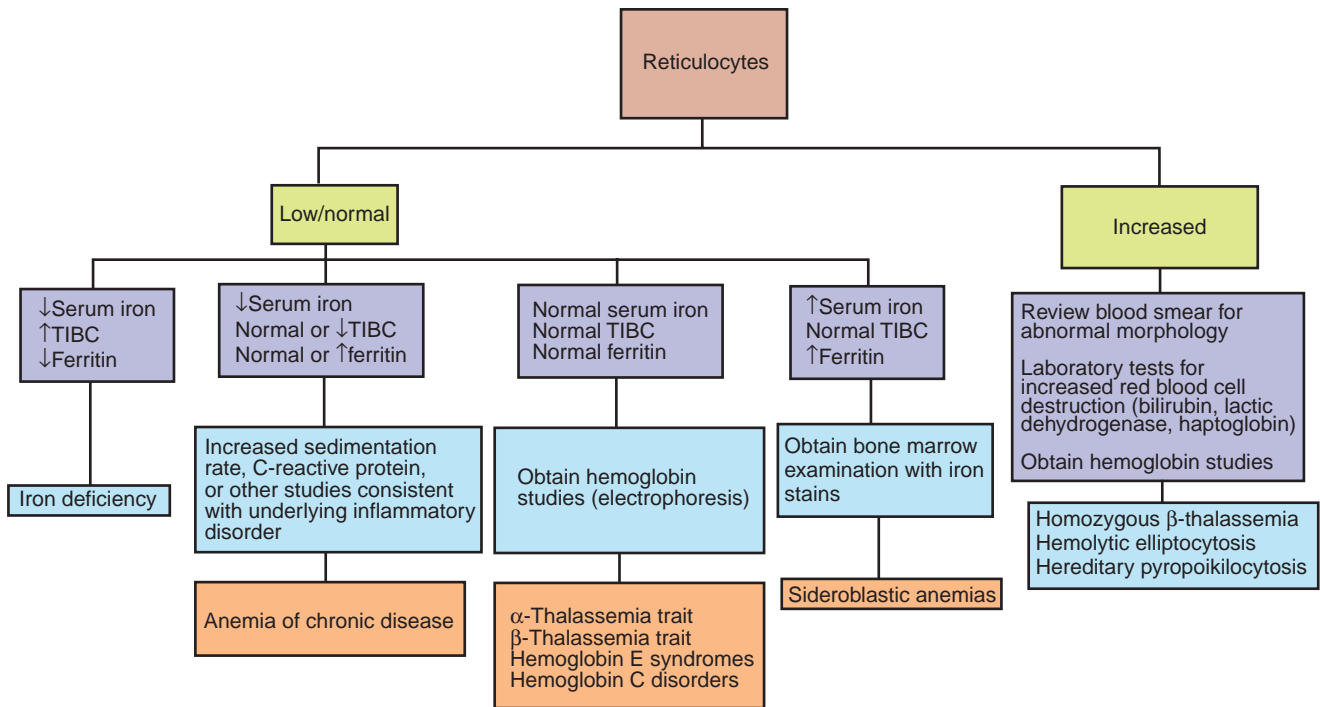 Reticulocytes
Low/normal
Increased
↓Serum iron
↑TIBC
↓Ferritin
↓Serum iron
Normal or ↓TIBC
Normal or ↑ferritin
Normal serum iron
Normal TIBC
Normal ferritin
↑Serum iron
Normal TIBC
↑Ferritin
Review blood smear for
abnormal morphology
Laboratory tests for
increased red blood cell
destruction (bilirubin, lactic
dehydrogenase, haptoglobin)
Obtain hemoglobin studies
Iron deficiency
Increased sedimentation
rate, C-reactive protein,
or other studies consistent
with underlying inflammatory
disorder
Obtain hemoglobin
studies (electrophoresis)
Obtain bone marrow
examination with iron
stains
Homozygous β-thalassemia
Hemolytic elliptocytosis
Hereditary pyropoikilocytosis
Anemia of chronic disease
α-Thalassemia trait
β-Thalassemia trait
Hemoglobin E syndromes
Hemoglobin C disorders
Sideroblastic anemias